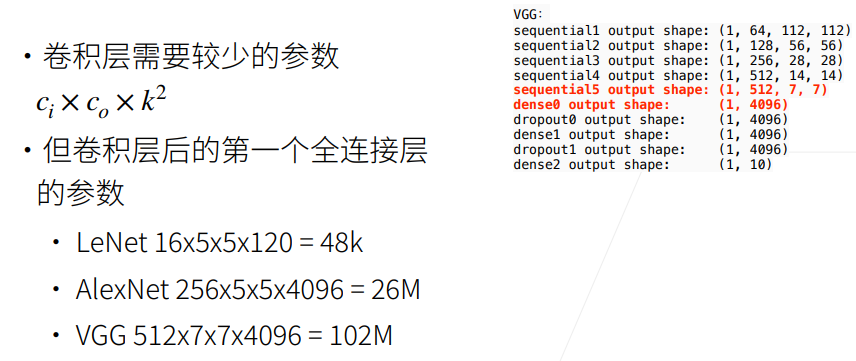 • 卷积层需要较少的参数
cᵢ × cₒ × k²
• 但卷积层后的第一个全连接层
的参数
• LeNet 16x5x5x120 = 48k
• AlexNet 256x5x5x4096 = 26M
• VGG 512x7x7x4096 = 102M
VGG:
sequential1 output shape: (1, 64, 112, 112)
sequential2 output shape: (1, 128, 56, 56)
sequential3 output shape: (1, 256, 28, 28)
sequential4 output shape: (1, 512, 14, 14)
sequential5 output shape: (1, 512, 7, 7)
dense0 output shape: (1, 4096)
dropout0 output shape: (1, 4096)
dense1 output shape: (1, 4096)
dropout1 output shape: (1, 4096)
dense2 output shape: (1, 10)